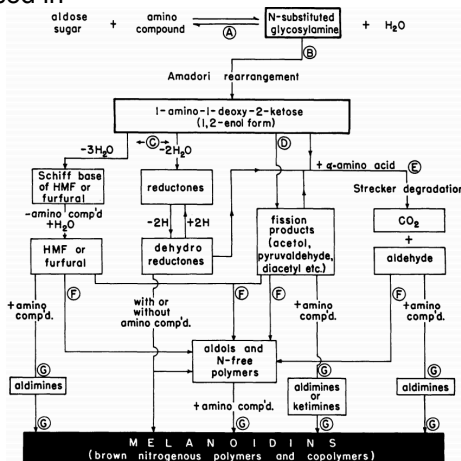 sed in
aldose + amino N-substituted + H₂O
sugar compound glycosylamine
A
B
Amadori rearrangement
1-amino-1-deoxy-2-ketose
(1,2-enol form)
-3H₂O C -2H₂O D
+ α-amino acid E
Schiff base
of HMF or
furfural
reductones
Strecker degradation
-amino comp'd
+H₂O
-2H +2H
CO₂
+
aldehyde
HMF or
furfural
dehydro
reductones
fission
products
(acetol,
pyruvaldehyde,
diacetyl etc.)
F F F F
+amino
comp'd.
with or
without
amino comp'd.
+amino
comp'd.
+amino
comp'd.
aldols and
N-free
polymers
G G G
aldimines
aldimines
or
ketimines
aldimines
+amino comp'd.
G G G G
MELANOIDINS
(brown nitrogenous polymers and copolymers)